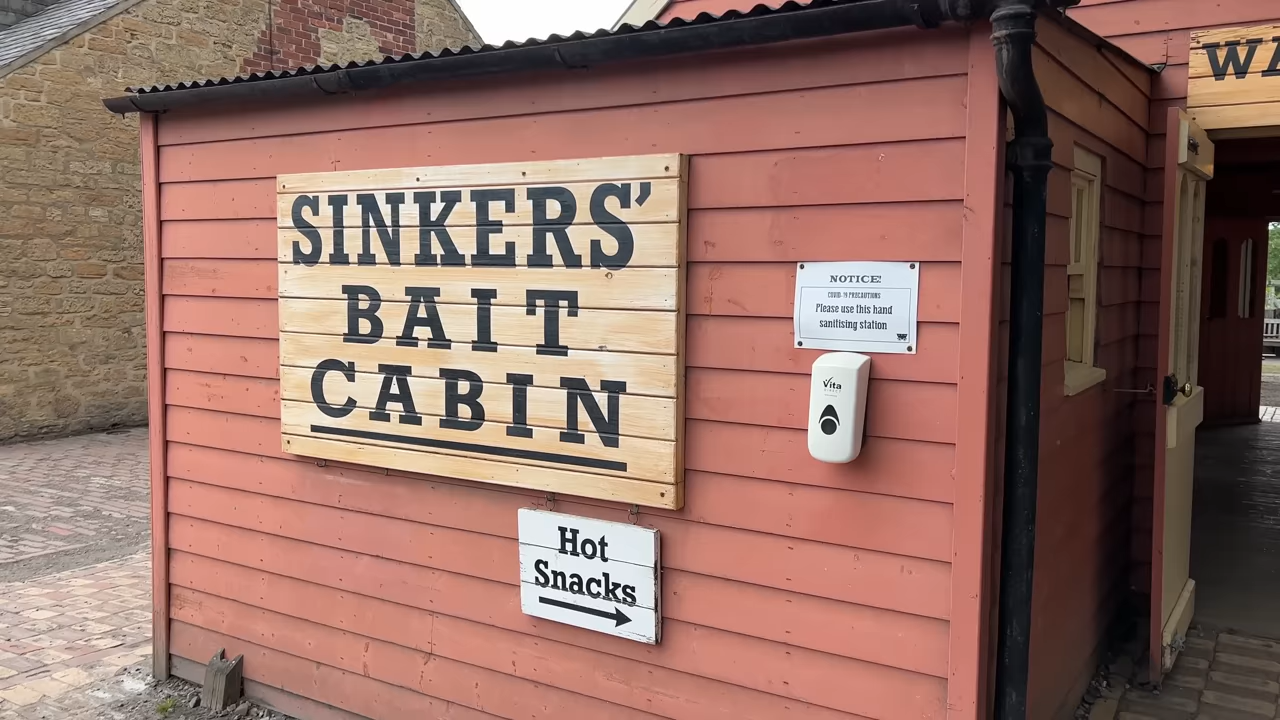 SINKERS'
BAIT
CABIN
NOTICE!
COVID-19 PRECAUTIONS
Please use this hand
sanitising station
Vita
Hot
Snacks